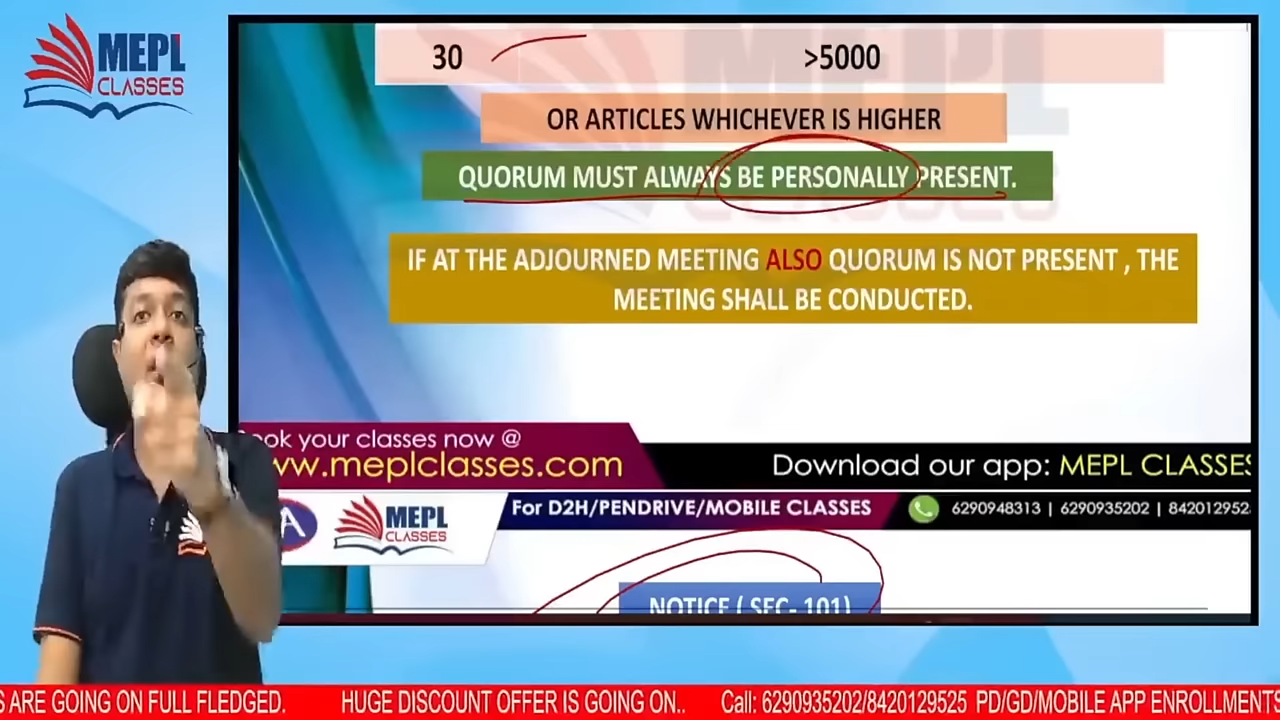 MEPL
CLASSES
30 >5000
OR ARTICLES WHICHEVER IS HIGHER
QUORUM MUST ALWAYS BE PERSONALLY PRESENT.
IF AT THE ADJOURNED MEETING ALSO QUORUM IS NOT PRESENT , THE
MEETING SHALL BE CONDUCTED.
ook your classes now @
ww.meplclasses.com
Download our app: MEPL CLASSES
A
MEPL
CLASSES
For D2H/PENDRIVE/MOBILE CLASSES
6290948313 | 6290935202 | 842012952
NOTICE ( SEC- 101)
S ARE GOING ON FULL FLEDGED. HUGE DISCOUNT OFFER IS GOING ON.. Call: 6290935202/8420129525 PD/GD/MOBILE APP ENROLLMENTS